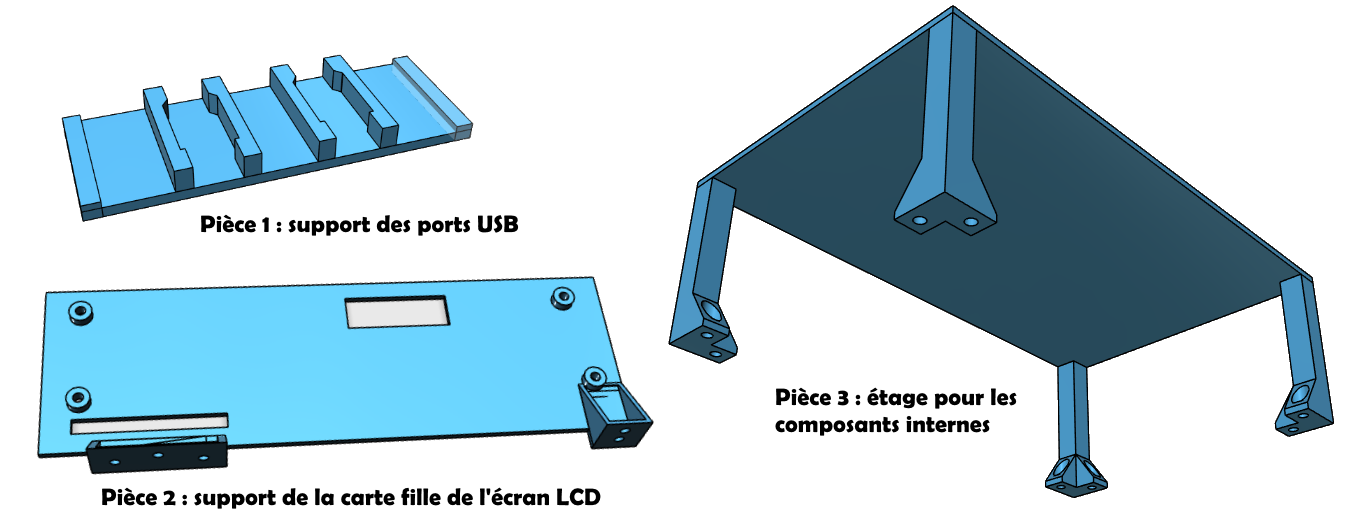 Pièce 1 : support des ports USB
Pièce 2 : support de la carte fille de l'écran LCD
Pièce 3 : étage pour les
composants internes